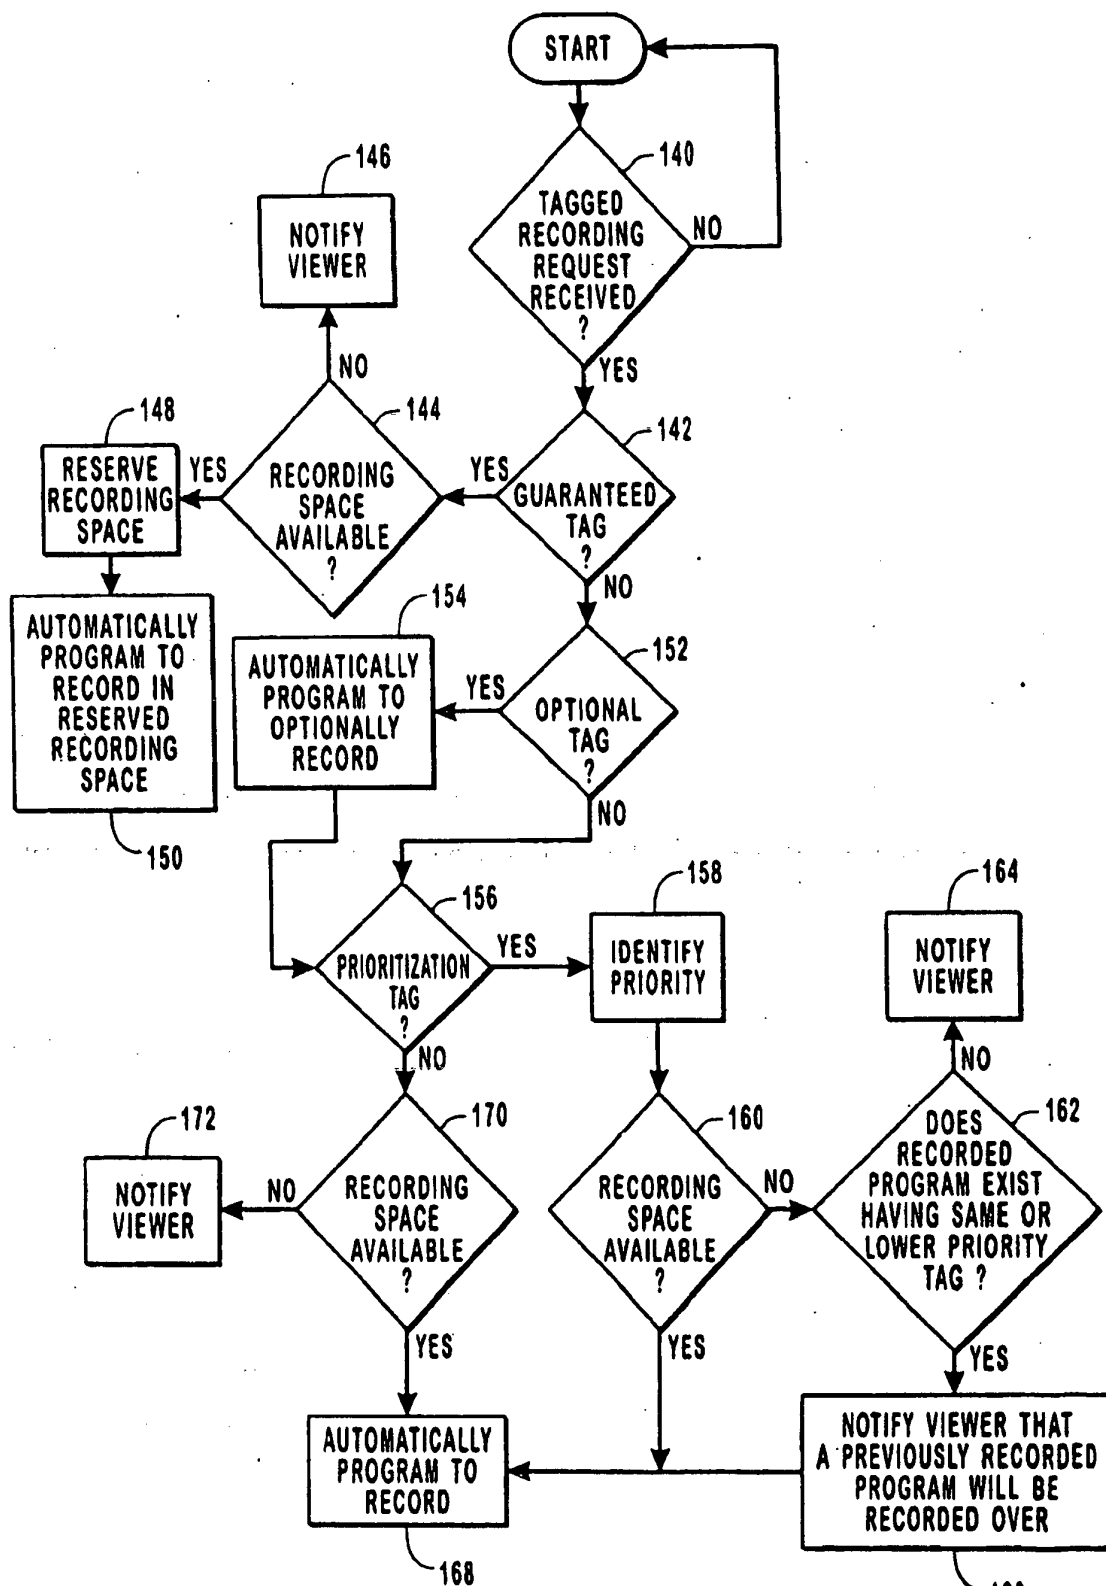 START
140
TAGGED
RECORDING
REQUEST
RECEIVED
?
NO
YES
146
NOTIFY
VIEWER
NO
144
RECORDING
SPACE
AVAILABLE
?
YES
142
GUARANTEED
TAG
?
YES
NO
148
RESERVE
RECORDING
SPACE
AUTOMATICALLY
PROGRAM TO
RECORD IN
RESERVED
RECORDING
SPACE
150
154
AUTOMATICALLY
PROGRAM TO
OPTIONALLY
RECORD
YES
152
OPTIONAL
TAG
?
NO
156
PRIORITIZATION
TAG
?
YES
NO
158
IDENTIFY
PRIORITY
164
NOTIFY
VIEWER
NO
172
NOTIFY
VIEWER
NO
170
RECORDING
SPACE
AVAILABLE
?
YES
160
RECORDING
SPACE
AVAILABLE
?
NO
YES
162
DOES
RECORDED
PROGRAM EXIST
HAVING SAME OR
LOWER PRIORITY
TAG ?
YES
AUTOMATICALLY
PROGRAM TO
RECORD
168
NOTIFY VIEWER THAT
A PREVIOUSLY RECORDED
PROGRAM WILL BE
RECORDED OVER